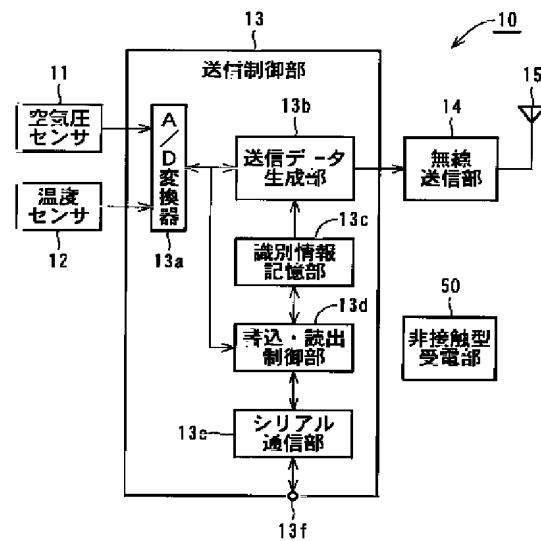 10
13
送信制御部
11
空気圧
センサ
温度
センサ
12
A/D変換器
13a
13b
送信データ
生成部
14
無線
送信部
15
13c
識別情報
記憶部
13d
書込・読出
制御部
50
非接触型
受電部
13e
シリアル
通信部
13f